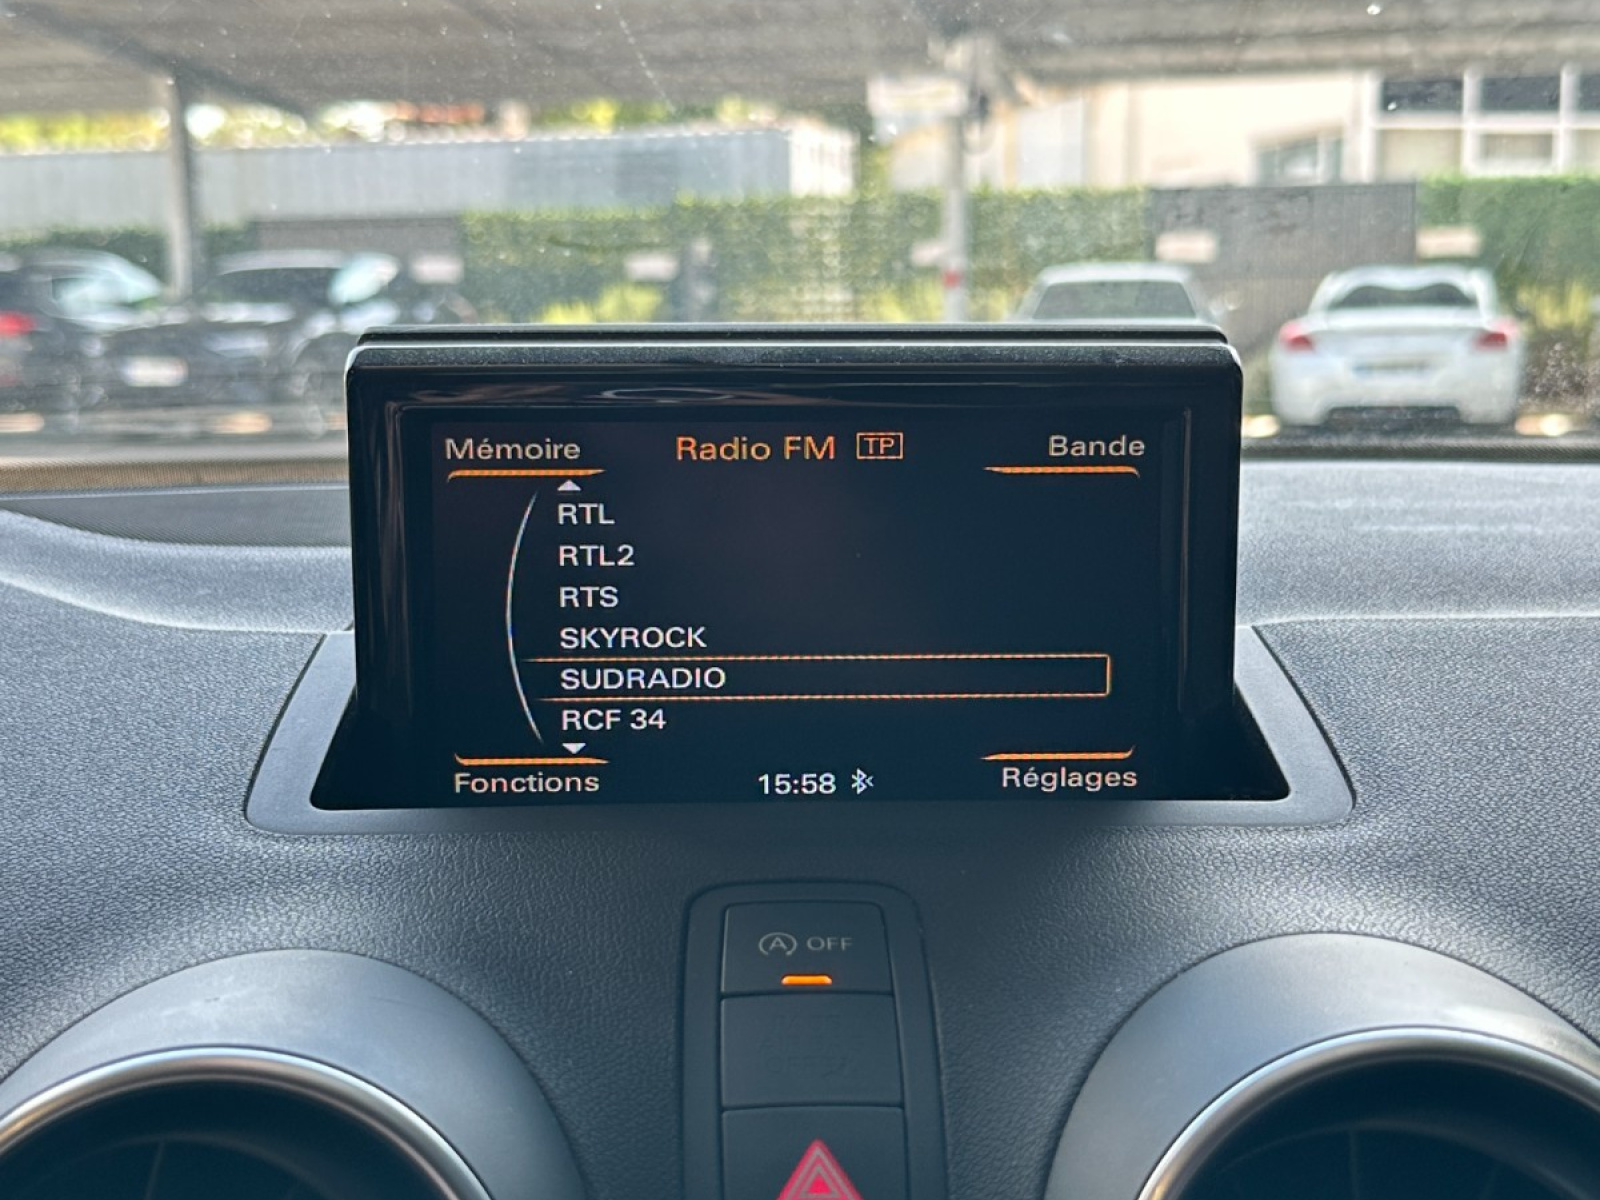 Mémoire Radio FM TP Bande
RTL
RTL2
RTS
SKYROCK
SUDRADIO
RCF 34
Fonctions 15:58 Réglages
A OFF